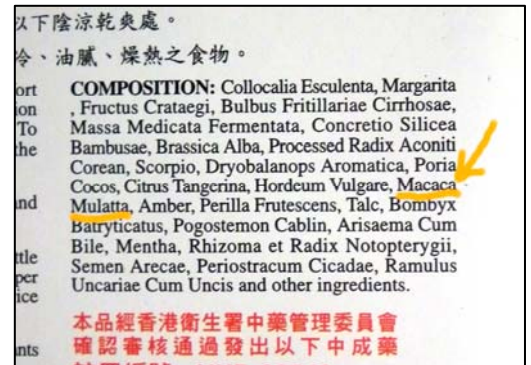 以下陰涼乾爽處。
冷、油膩、燥熱之食物。
ort
ion
To
the
nd
ttle
per
ice
nts
COMPOSITION: Collocalia Esculenta, Margarita
, Fructus Crataegi, Bulbus Fritillariae Cirrhosae,
Massa Medicata Fermentata, Concretio Silicea
Bambusae, Brassica Alba, Processed Radix Aconiti
Corean, Scorpio, Dryobalanops Aromatica, Poria
Cocos, Citrus Tangerina, Hordeum Vulgare, Macaca
Mulatta, Amber, Perilla Frutescens, Talc, Bombyx
Batryticatus, Pogostemon Cablin, Arisaema Cum
Bile, Mentha, Rhizoma et Radix Notopterygii,
Semen Arecae, Periostracum Cicadae, Ramulus
Uncariae Cum Uncis and other ingredients.
本品經香港衛生署中藥管理委員會
確認審核通過發出以下中成藥